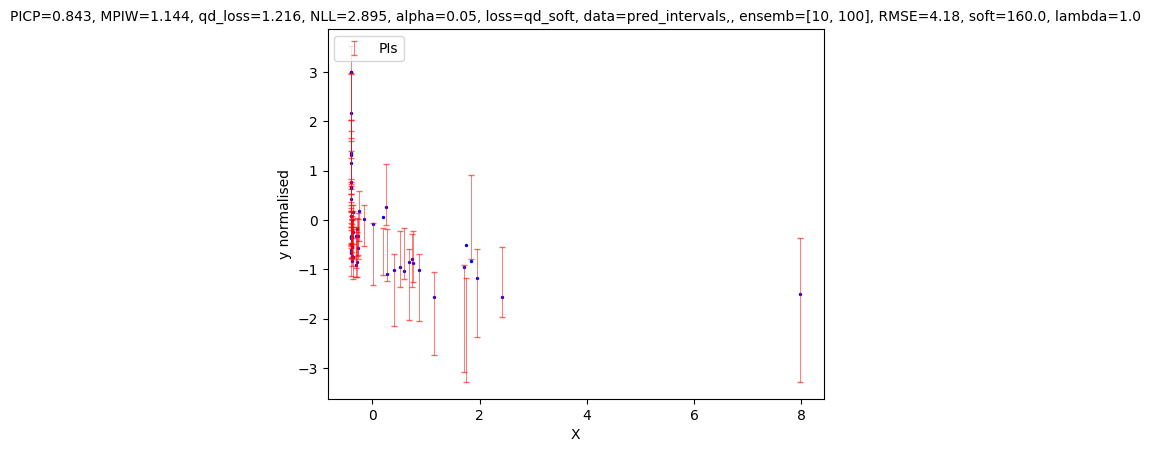 PICP=0.843, MPIW=1.144, qd_loss=1.216, NLL=2.895, alpha=0.05, loss=qd_soft, data=pred_intervals,, ensemb=[10, 100], RMSE=4.18, soft=160.0, lambda=1.0
PIs
3
2
1
0
−1
−2
−3
y normalised
0 2 4 6 8
X